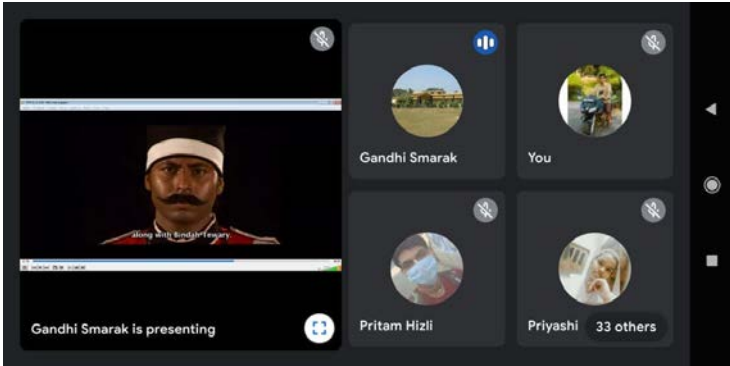 along with Bindah Tewary.
Gandhi Smarak is presenting
Gandhi Smarak
You
Pritam Hizli
Priyashi
33 others